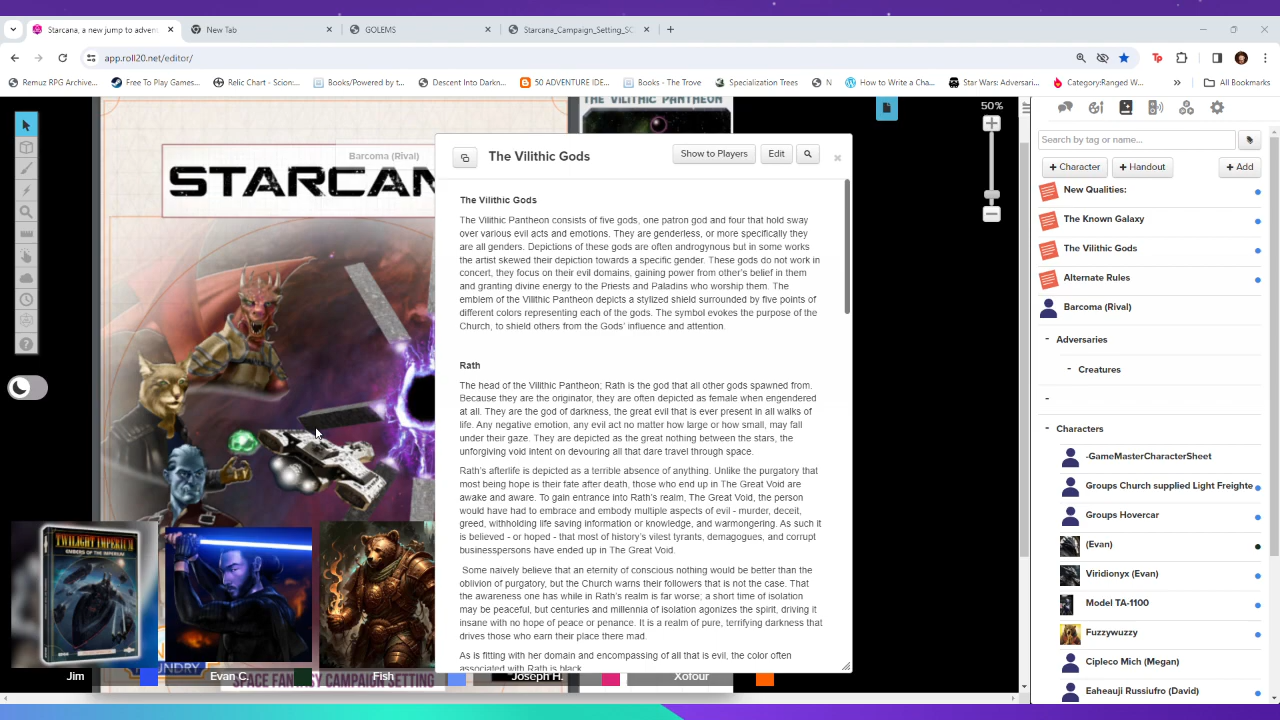 Starcana, a new jump to adven
New Tab
GOLEMS
Starcana_Campaign_Setting_SC
app.roll20.net/editor/
Remuz RPG Archive...
Free To Play Games...
Relic Chart - Scion:...
Books/Powered by t...
Descent Into Darkn...
50 ADVENTURE IDE...
Books - The Trove
Specialization Trees
N
How to Write a Cha...
Star Wars: Adversari...
Category:Ranged W...
All Bookmarks
THE VILITHIC PANTHEON
50%
Barcoma (Rival)
STARCAN
The Vilithic Gods
Show to Players
Edit
The Vilithic Gods
The Vilithic Pantheon consists of five gods, one patron god and four that hold sway
over various evil acts and emotions. They are genderless, or more specifically they
are all genders. Depictions of these gods are often androgynous but in some works
the artist skewed their depiction towards a specific gender. These gods do not work in
concert, they focus on their evil domains, gaining power from other's belief in them
and granting divine energy to the Priests and Paladins who worship them. The
emblem of the Vilithic Pantheon depicts a stylized shield surrounded by five points of
different colors representing each of the gods. The symbol evokes the purpose of the
Church, to shield others from the Gods' influence and attention.
Rath
The head of the Vilithic Pantheon; Rath is the god that all other gods spawned from.
Because they are the originator, they are often depicted as female when engendered
at all. They are the god of darkness, the great evil that is ever present in all walks of
life. Any negative emotion, any evil act no matter how large or how small, may fall
under their gaze. They are depicted as the great nothing between the stars, the
unforgiving void intent on devouring all that dare travel through space.
Rath's afterlife is depicted as a terrible absence of anything. Unlike the purgatory that
most being hope is their fate after death, those who end up in The Great Void are
awake and aware. To gain entrance into Rath's realm, The Great Void, the person
would have had to embrace and embody multiple aspects of evil - murder, deceit,
greed, withholding life saving information or knowledge, and warmongering. As such it
is believed - or hoped - that most of history's vilest tyrants, demagogues, and corrupt
businesspersons have ended up in The Great Void.
Some naively believe that an eternity of conscious nothing would be better than the
oblivion of purgatory, but the Church warns their followers that is not the case. That
the awareness one has while in Rath's realm is far worse; a short time of isolation
may be peaceful, but centuries and millennia of isolation agonizes the spirit, driving it
insane with no hope of peace or penance. It is a realm of pure, terrifying darkness that
drives those who earn their place there mad.
As is fitting with her domain and encompassing of all that is evil, the color often
associated with Rath is black.
Search by tag or name...
+ Character
+ Handout
+ Add
New Qualities:
The Known Galaxy
The Vilithic Gods
Alternate Rules
Barcoma (Rival)
- Adversaries
- Creatures
-
- Characters
-GameMasterCharacterSheet
Groups Church supplied Light Freighte
Groups Hovercar
(Evan)
Viridionyx (Evan)
Model TA-1100
Fuzzywuzzy
Cipleco Mich (Megan)
Eaheauji Russiufro (David)
TWILIGHT IMPERIUM
EMBERS OF THE IMPERIUM
Jim
Evan C.
Fish
Joseph H.
Xofour
FOUNDRY
SPACE FANTASY CAMPAIGN SETTING